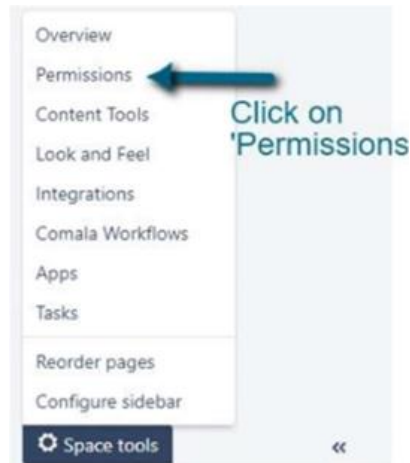 Overview
Permissions
Click on
'Permissions
Content Tools
Look and Feel
Integrations
Comala Workflows
Apps
Tasks
Reorder pages
Configure sidebar
Space tools
«